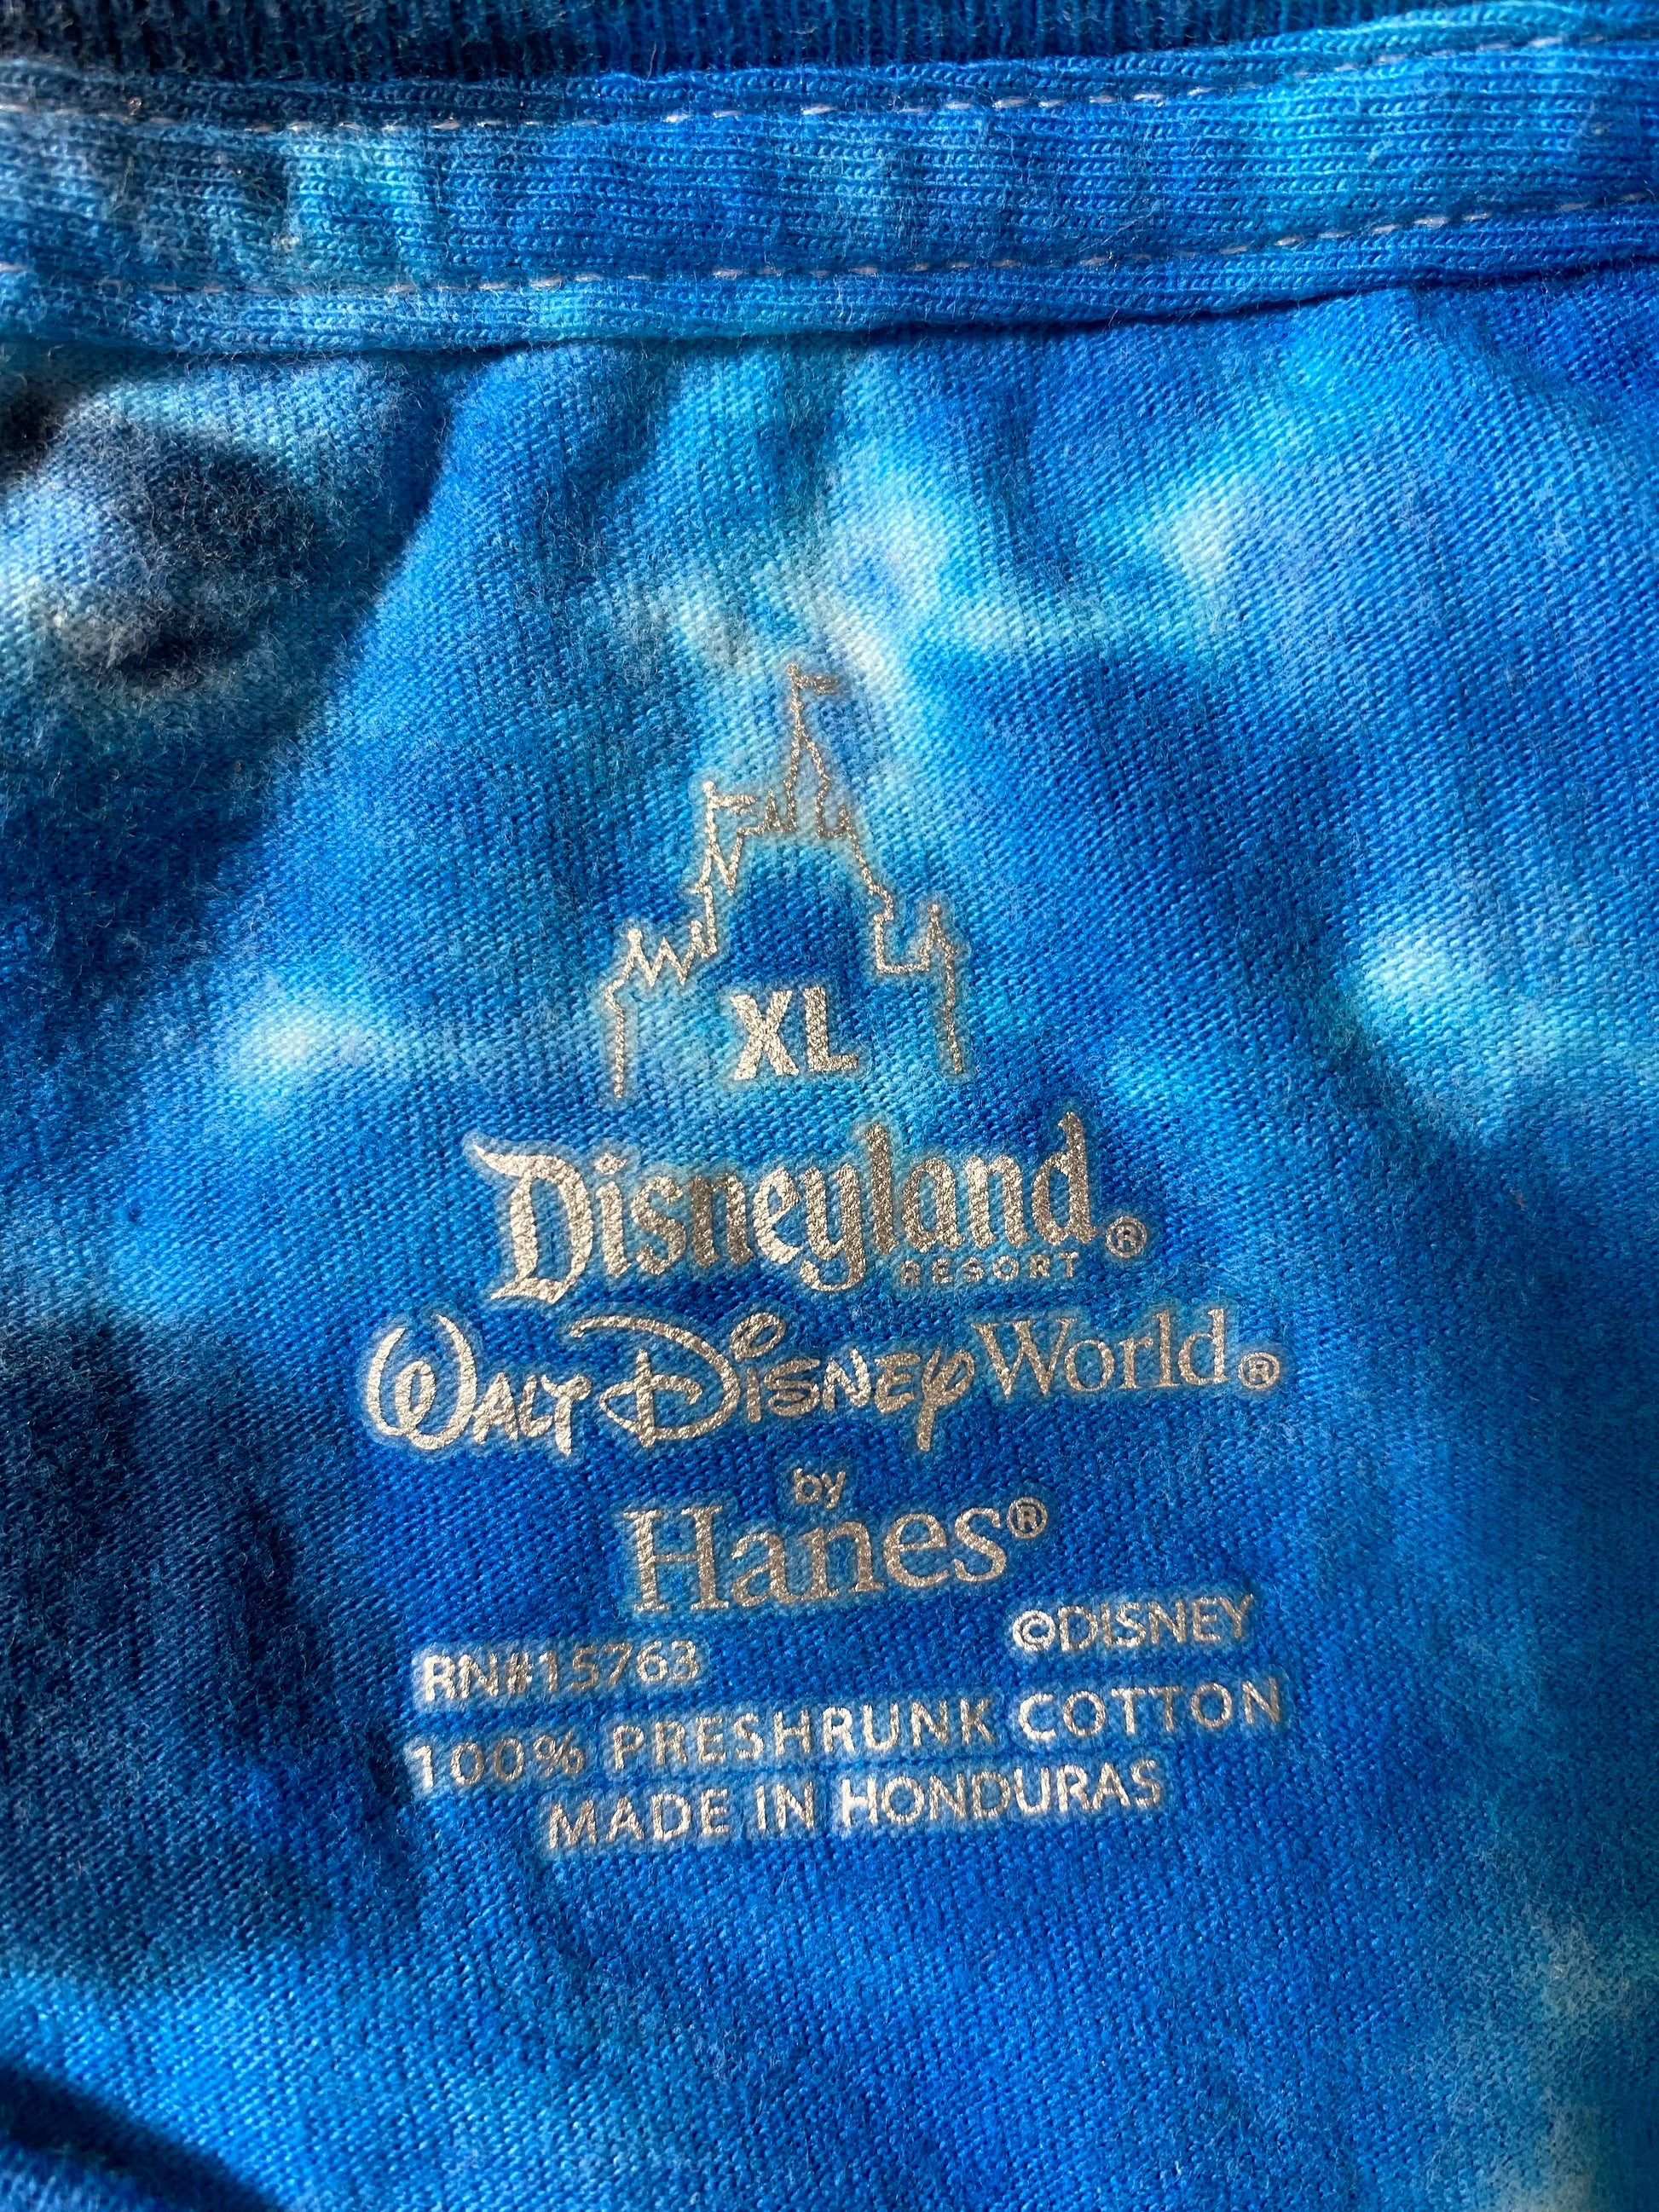 XL
Disneyland®
RESORT
WALT DISNEY World®
by
Hanes®
©DISNEY
RN#15763
100% PRESHRUNK COTTON
MADE IN HONDURAS